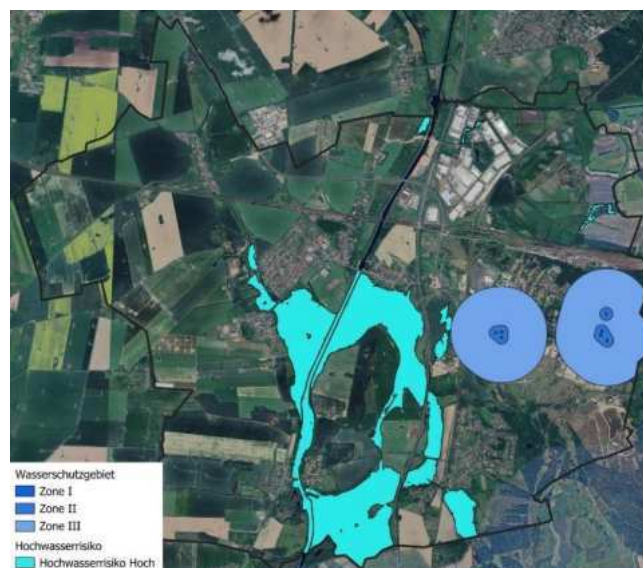 Wasserschutzgebiet
Zone I
Zone II
Zone III
Hochwasserrisiko
Hochwasserrisiko Hoch